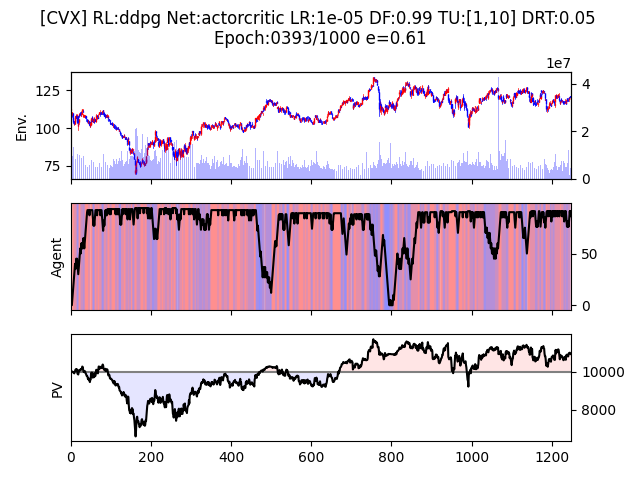 [CVX] RL:ddpg Net:actorcritic LR:1e-05 DF:0.99 TU:[1,10] DRT:0.05
Epoch:0393/1000 e=0.61
1e7
125
100
75
Env.
4
2
0
Agent
50
0
PV
10000
8000
0
200
400
600
800
1000
1200